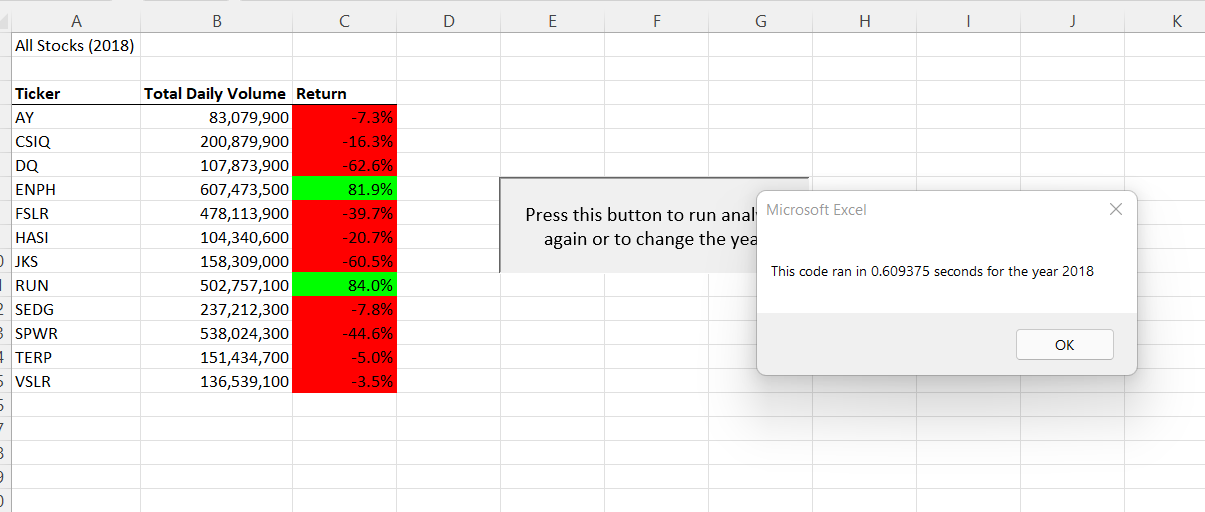 A B C D E F G H I J K
All Stocks (2018)
Ticker Total Daily Volume Return
AY 83,079,900 -7.3%
CSIQ 200,879,900 -16.3%
DQ 107,873,900 -62.6%
ENPH 607,473,500 81.9%
FSLR 478,113,900 -39.7%
HASI 104,340,600 -20.7%
JKS 158,309,000 -60.5%
RUN 502,757,100 84.0%
SEDG 237,212,300 -7.8%
SPWR 538,024,300 -44.6%
TERP 151,434,700 -5.0%
VSLR 136,539,100 -3.5%
Press this button to run
again or to change the
Microsoft Excel
This code ran in 0.609375 seconds for the year 2018
OK